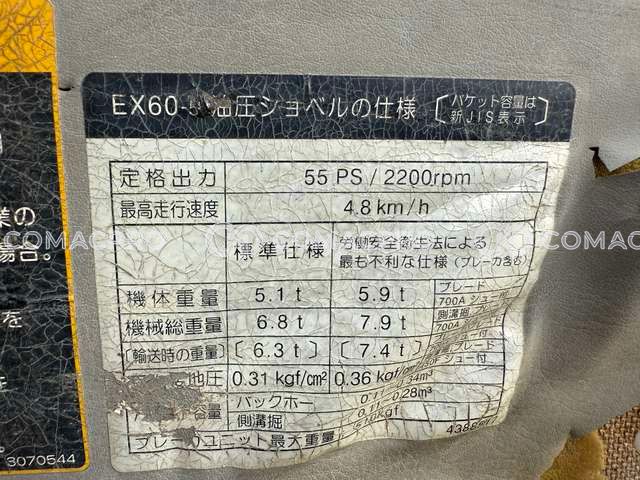 EX60- 油圧ショベルの仕様 〔バケット容量は
新JIS表示〕
定格出力 55 PS / 2200rpm
最高走行速度 4.8 km/h
標準仕様 労働安全衛生法による
最も不利な仕様(ブレーカ含む)
機体重量 5.1 t 5.9 t ブレード
700A シュー付
機械総重量 6.8 t 7.9 t 側溝掘
700A
〔輸送時の重量〕 〔6.3 t〕 〔7.4 t〕 ブレード
シュー付
地圧 0.31 kgf/cm² 0.36 kgf/cm²
容量 バックホー 0.34m³
側溝掘 0.28m³
ブレーカユニット最大重量
業の
場合。
を
3070544
COMACHI
COMACH
COMAC